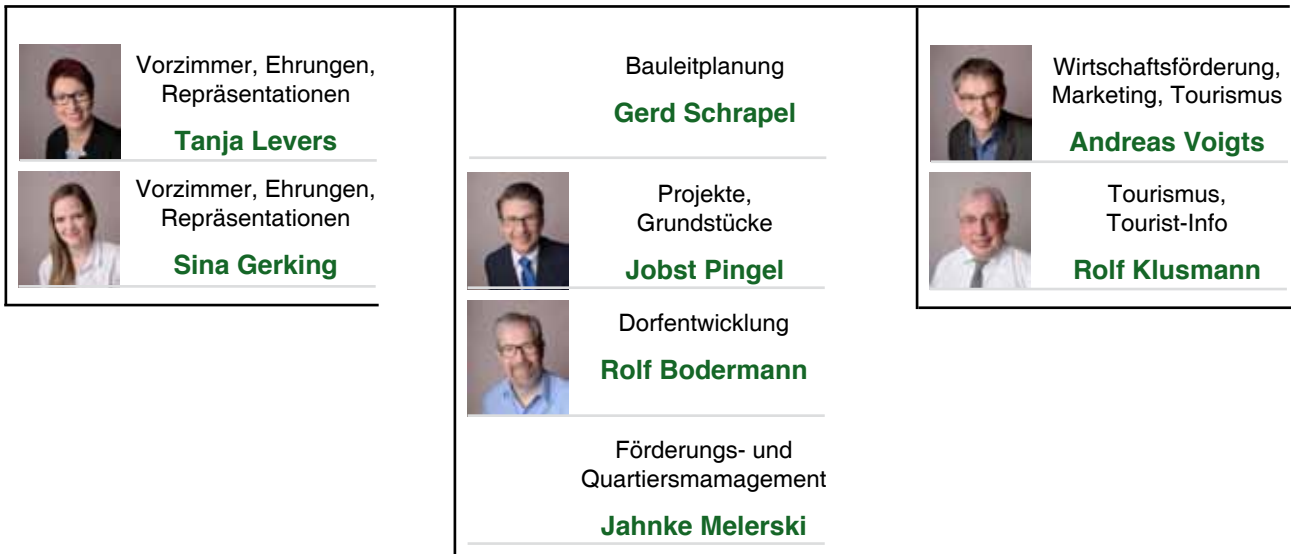 Vorzimmer, Ehrungen,
Repräsentationen
Tanja Levers
Vorzimmer, Ehrungen,
Repräsentationen
Sina Gerking
Bauleitplanung
Gerd Schrapel
Projekte,
Grundstücke
Jobst Pingel
Dorfentwicklung
Rolf Bodermann
Förderungs- und
Quartiersmamagement
Jahnke Melerski
Wirtschaftsförderung,
Marketing, Tourismus
Andreas Voigts
Tourismus,
Tourist-Info
Rolf Klusmann